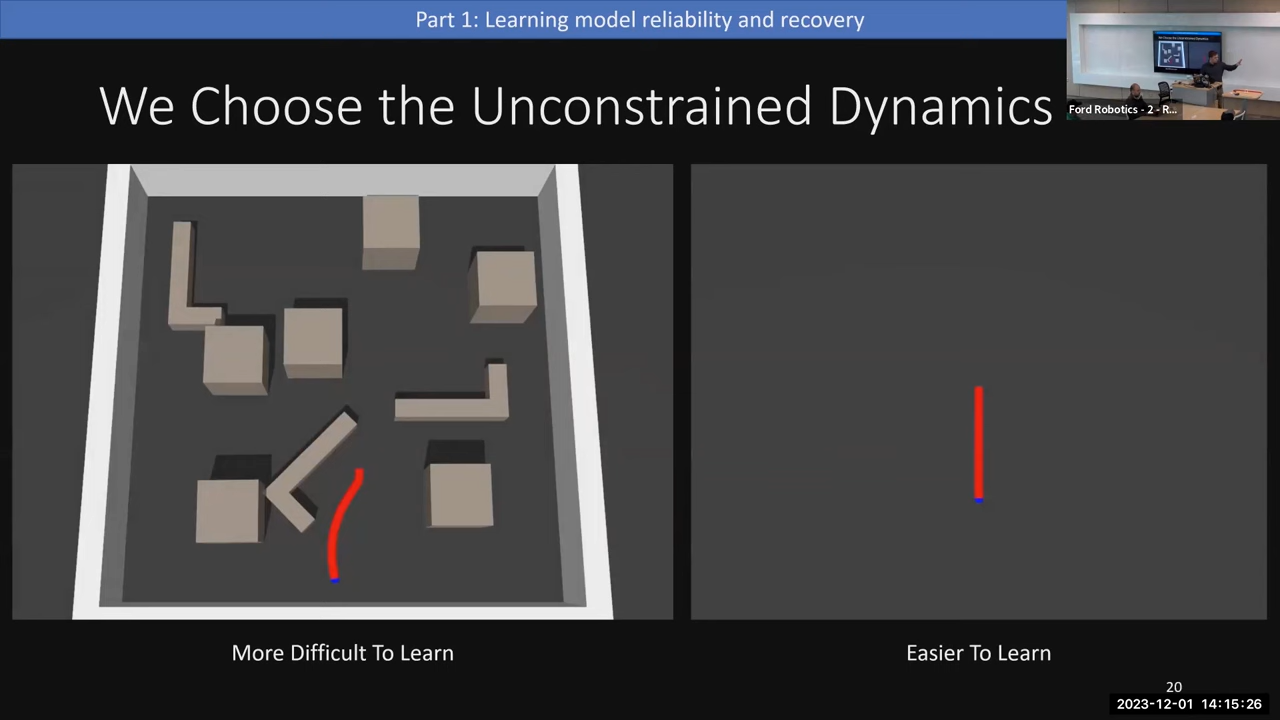 Part 1: Learning model reliability and recovery
We Choose the Unconstrained Dynamics
Ford Robotics - 2 - R...
More Difficult To Learn
Easier To Learn
20
2023-12-01 14:15:26